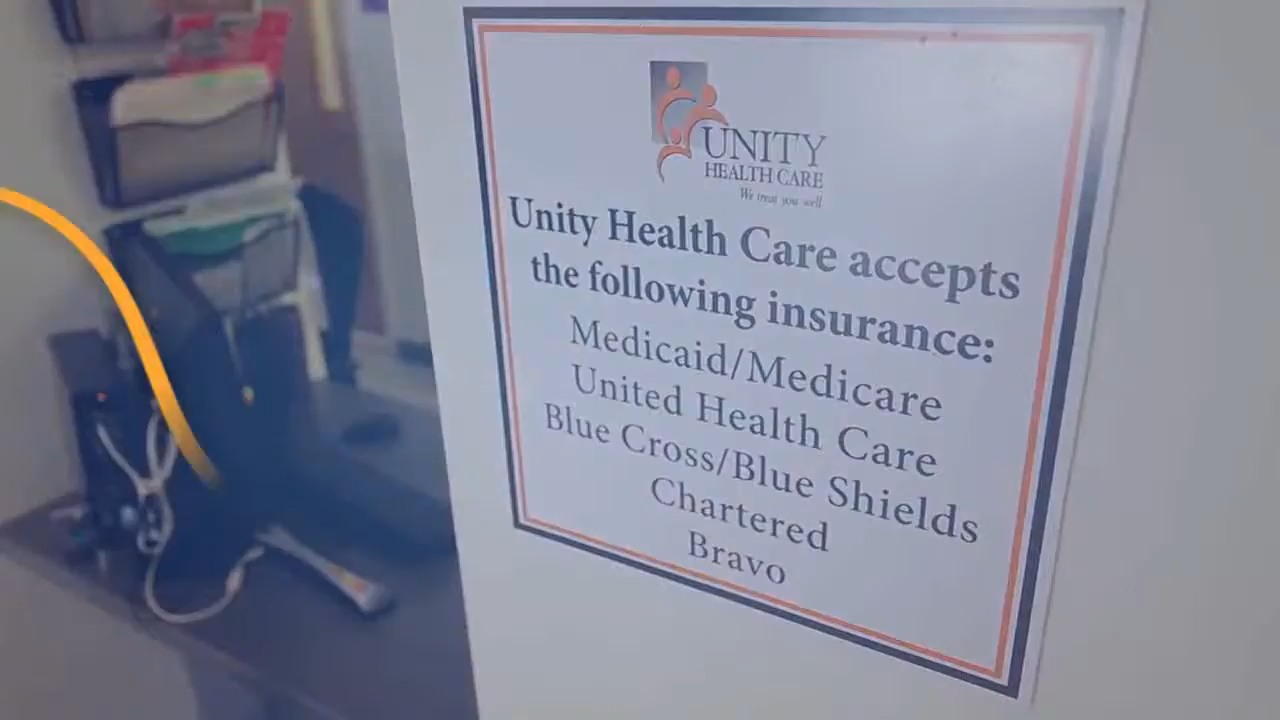 UNITY
HEALTH CARE
We treat you well
Unity Health Care accepts
the following insurance:
Medicaid/Medicare
United Health Care
Blue Cross/Blue Shields
Chartered
Bravo